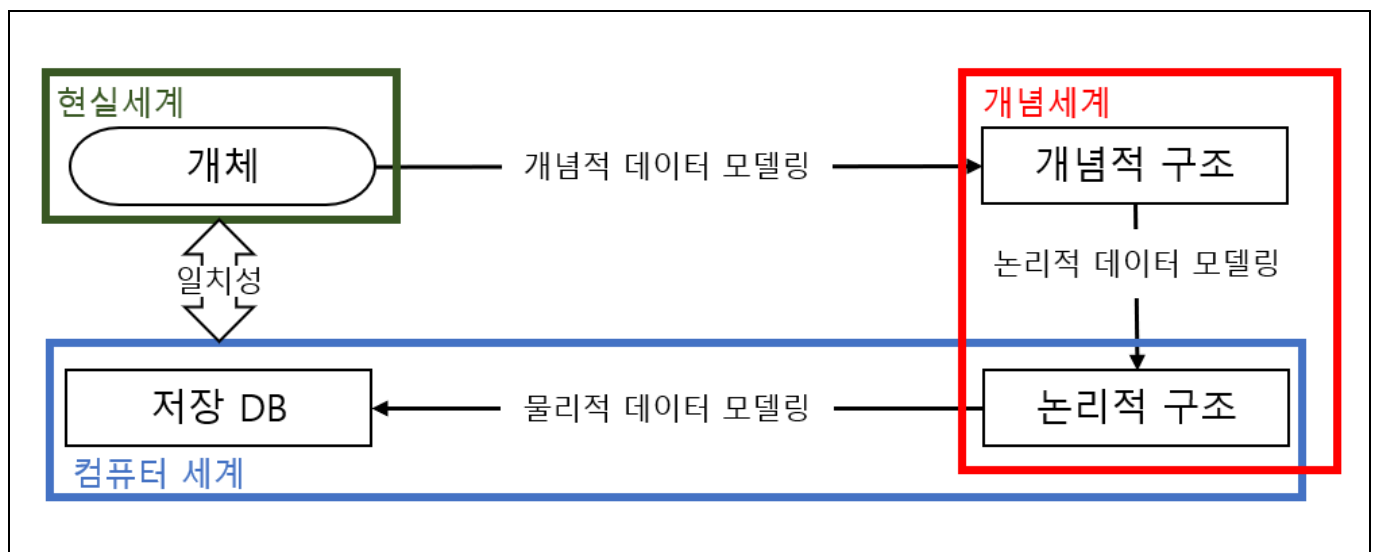 현실세계
개념세계
개체
개념적 데이터 모델링
개념적 구조
일치성
논리적 데이터 모델링
저장 DB
물리적 데이터 모델링
논리적 구조
컴퓨터 세계